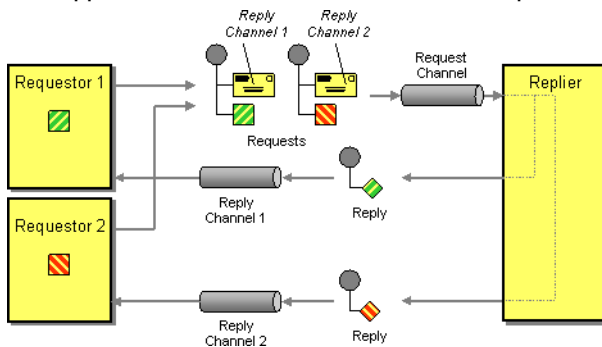 Reply
Channel 1
Reply
Channel 2
Request
Channel
Requestor 1
Replier
Requests
Reply
Channel 1
Reply
Requestor 2
Reply
Channel 2
Reply